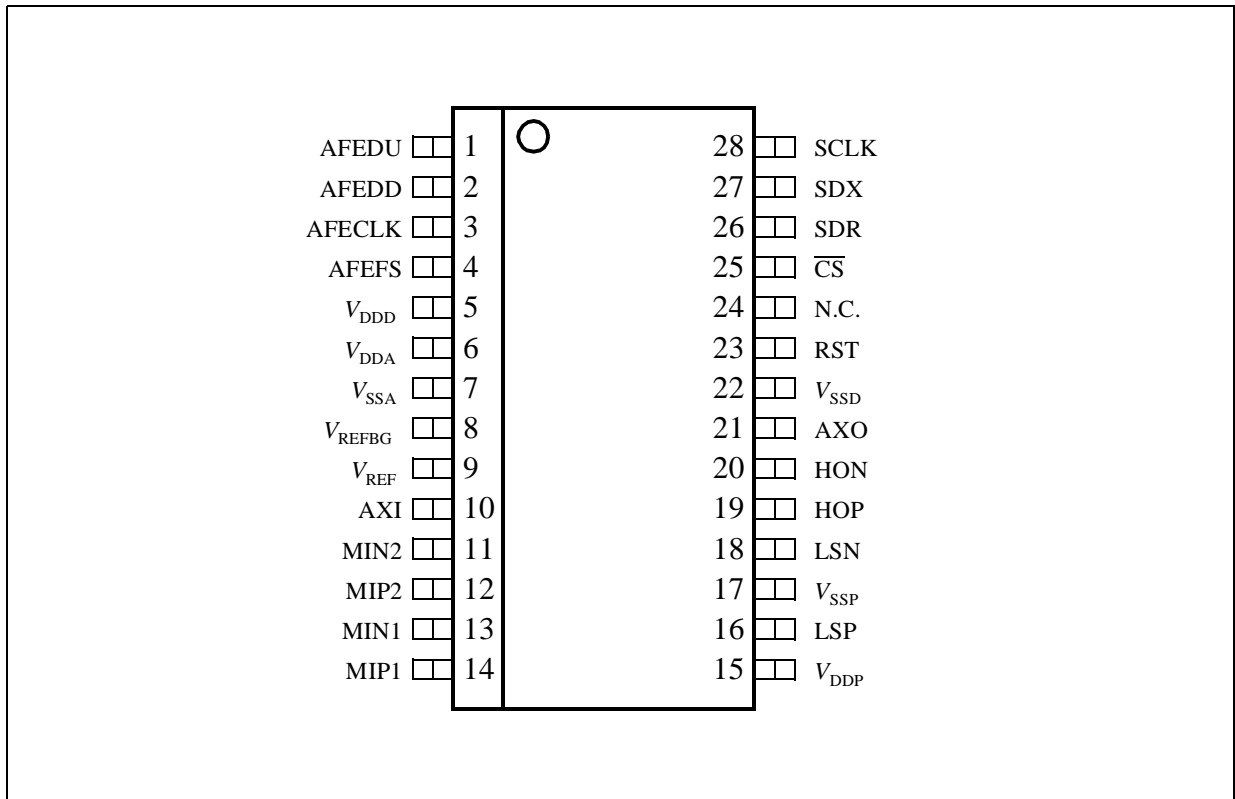 AFEDU 1 28 SCLK
AFEDD 2 27 SDX
AFECLK 3 26 SDR
AFEFS 4 25 C̅S̅
VDDD 5 24 N.C.
VDDA 6 23 RST
VSSA 7 22 VSSD
VREFBG 8 21 AXO
VREF 9 20 HON
AXI 10 19 HOP
MIN2 11 18 LSN
MIP2 12 17 VSSP
MIN1 13 16 LSP
MIP1 14 15 VDDP